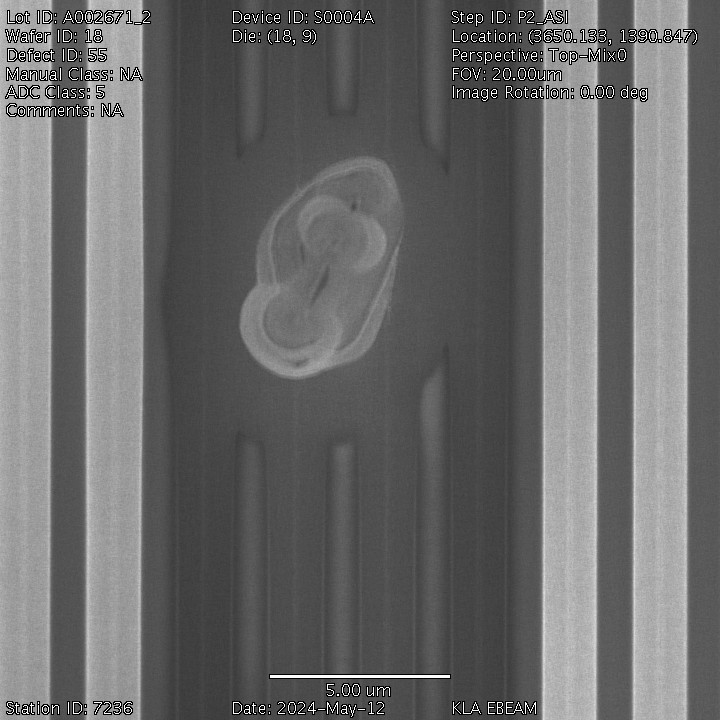 Lot ID: A002671_2
Wafer ID: 18
Defect ID: 55
Manual Class: NA
ADC Class: 5
Comments: NA
Device ID: S0004A
Die: (18, 9)
Step ID: P2_ASI
Location: (3650.133, 1390.847)
Perspective: Top-Mix0
FOV: 20.00um
Image Rotation: 0.00 deg
5.00 um
Station ID: 7236
Date: 2024-May-12
KLA EBEAM